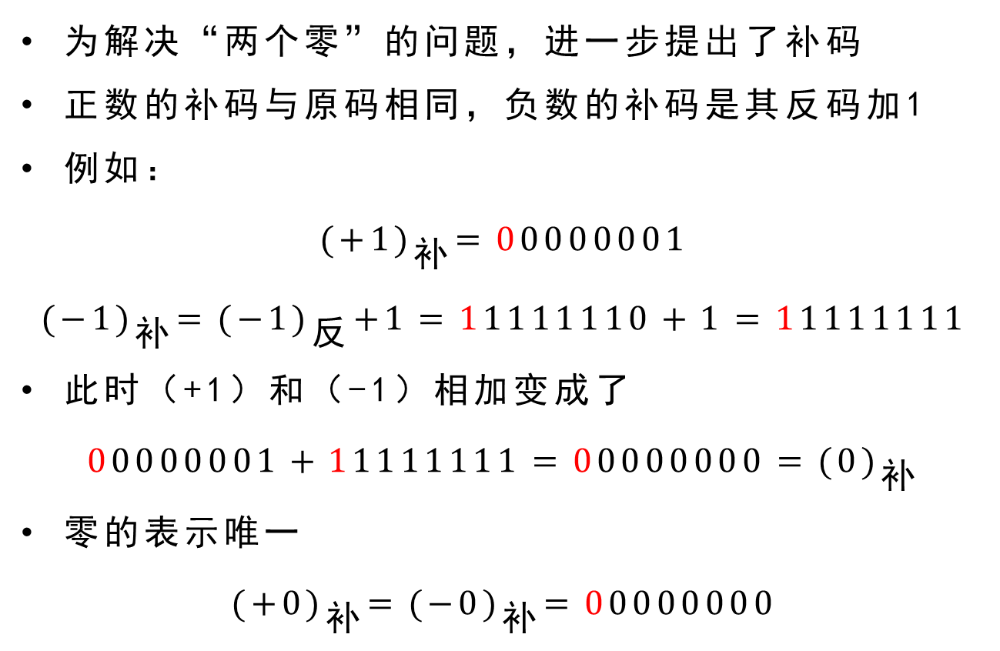 • 为解决“两个零”的问题，进一步提出了补码
• 正数的补码与原码相同，负数的补码是其反码加1
• 例如：
(+1)补 = 00000001
(−1)补 = (−1)反 +1 = 11111110 + 1 = 11111111
• 此时（+1）和（-1）相加变成了
00000001 + 11111111 = 00000000 = (0)补
• 零的表示唯一
(+0)补 = (−0)补 = 00000000